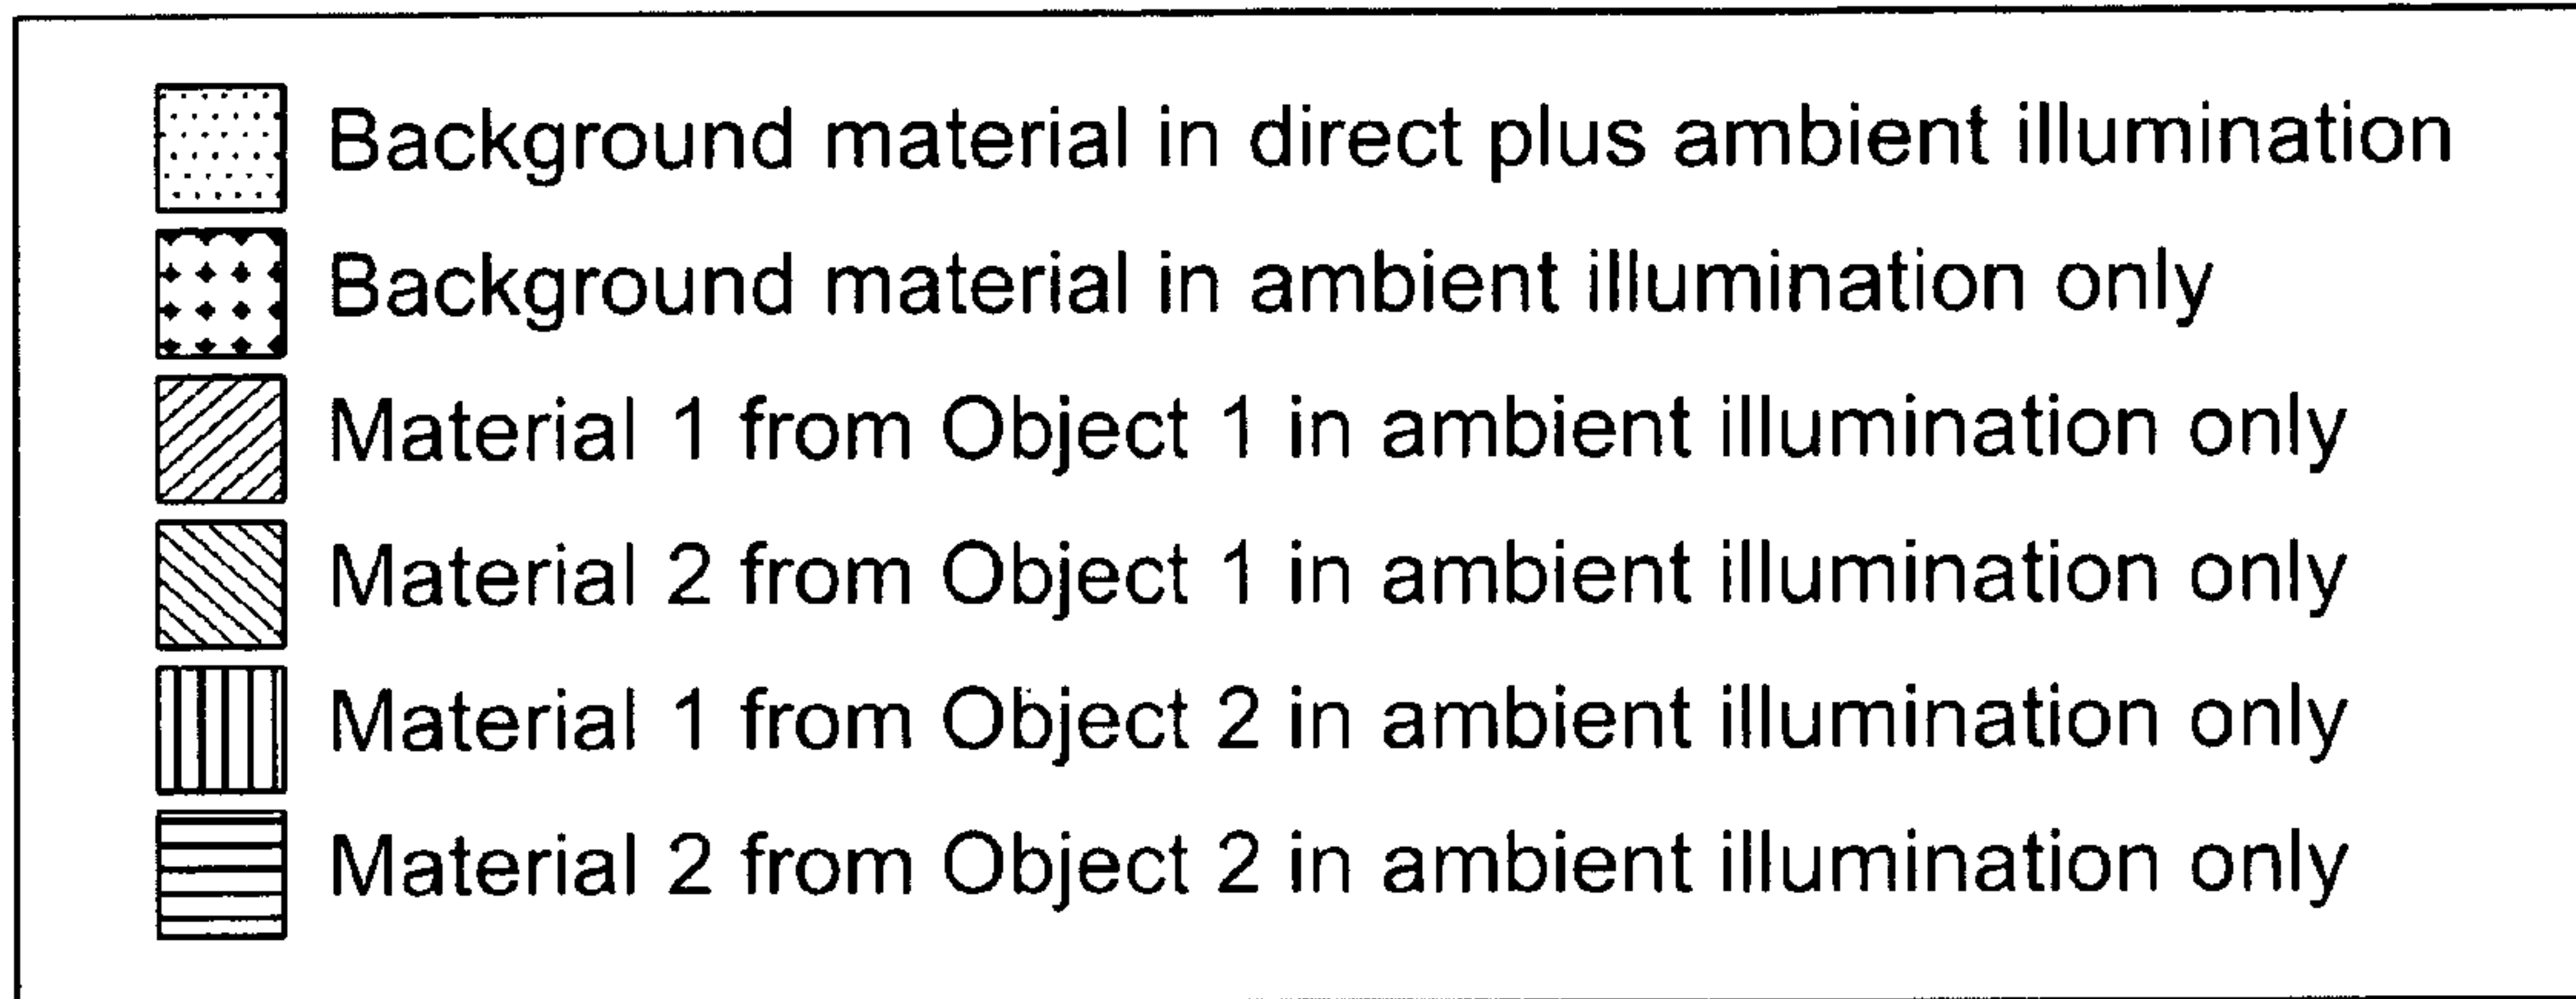 Background material in direct plus ambient illumination
Background material in ambient illumination only
Material 1 from Object 1 in ambient illumination only
Material 2 from Object 1 in ambient illumination only
Material 1 from Object 2 in ambient illumination only
Material 2 from Object 2 in ambient illumination only